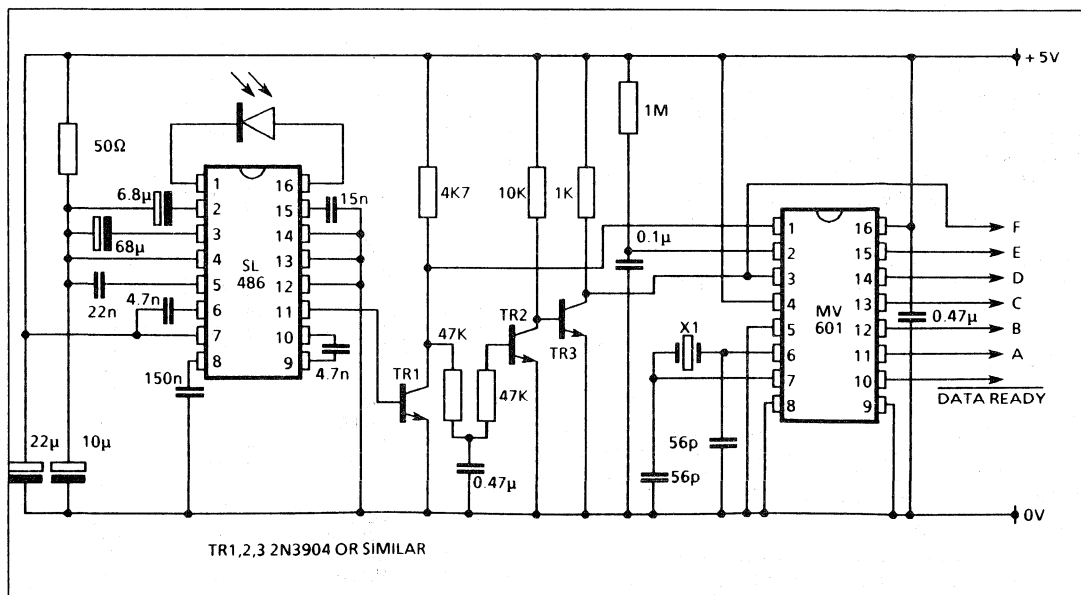 +5V
50Ω
1M
6.8µ
68µ
22n
4.7n
150n
22µ
10µ
1
2
3
4
5
6
7
8
SL
486
16
15
14
13
12
11
10
9
15n
4.7n
4K7
10K
1K
47K
47K
TR1
TR2
TR3
0.47µ
0.1µ
X1
56p
56p
1
2
3
4
5
6
7
8
MV
601
16
15
14
13
12
11
10
9
F
E
D
C
B
A
DATA READY
0.47µ
0V
TR1,2,3 2N3904 OR SIMILAR